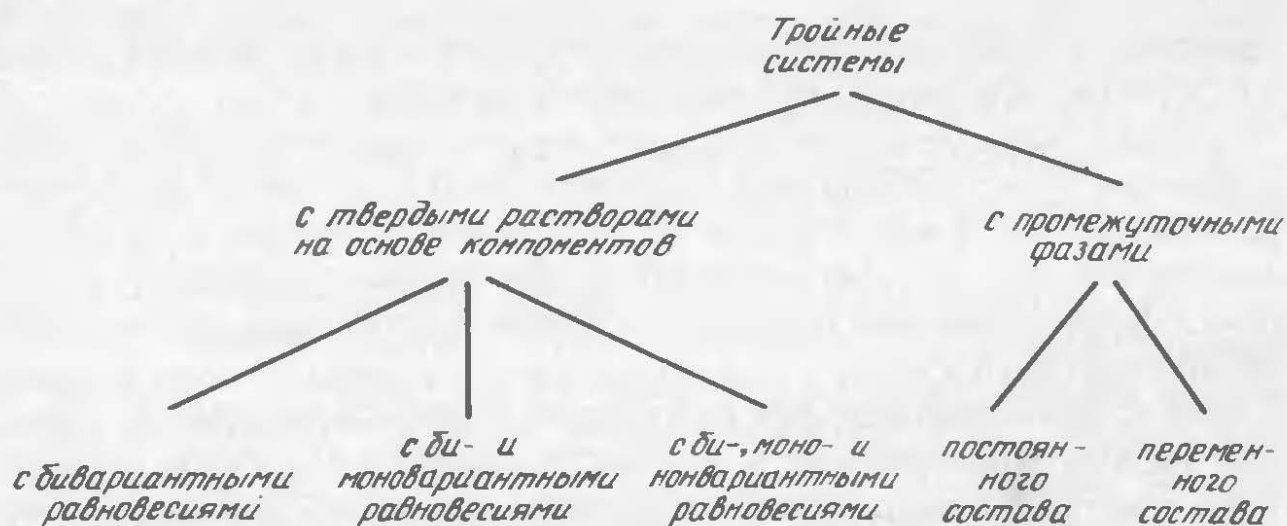 Тройные
системы
с твердыми растворами
на основе компонентов
с промежуточными
фазами
с бивариантными
равновесиями
с би- и
моновариантными
равновесиями
с би-, моно- и
нонвариантными
равновесиями
постоян-
ного
состава
перемен-
ного
состава